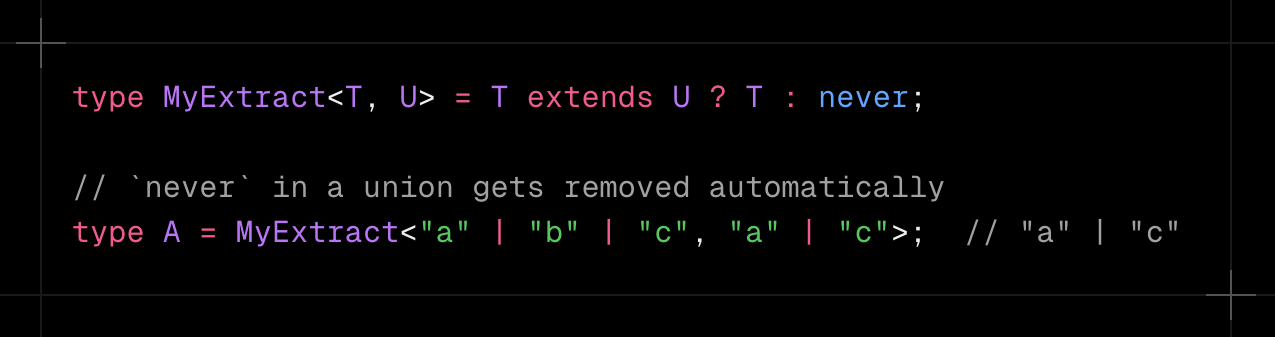 type MyExtract<T, U> = T extends U ? T : never;
// `never` in a union gets removed automatically
type A = MyExtract<"a" | "b" | "c", "a" | "c">;  // "a" | "c"